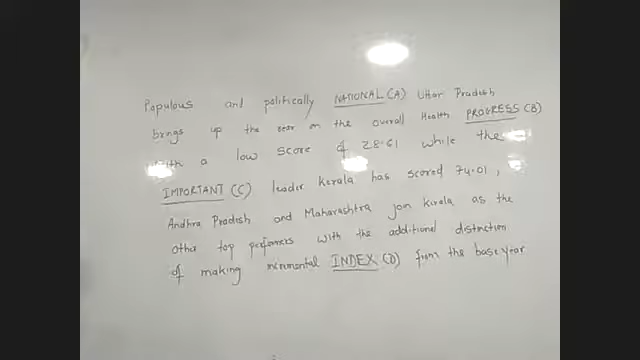 Populous and politically NATIONAL (A) Uttar Pradesh
brings up the rear on the overall Health PROGRESS (B)
with a low score of 28.61 while the
IMPORTANT (C) leader Kerala has scored 74.01,
Andhra Pradesh and Maharashtra join Kerala as the
other top performers with the additional distinction
of making incremental INDEX (D) from the base year